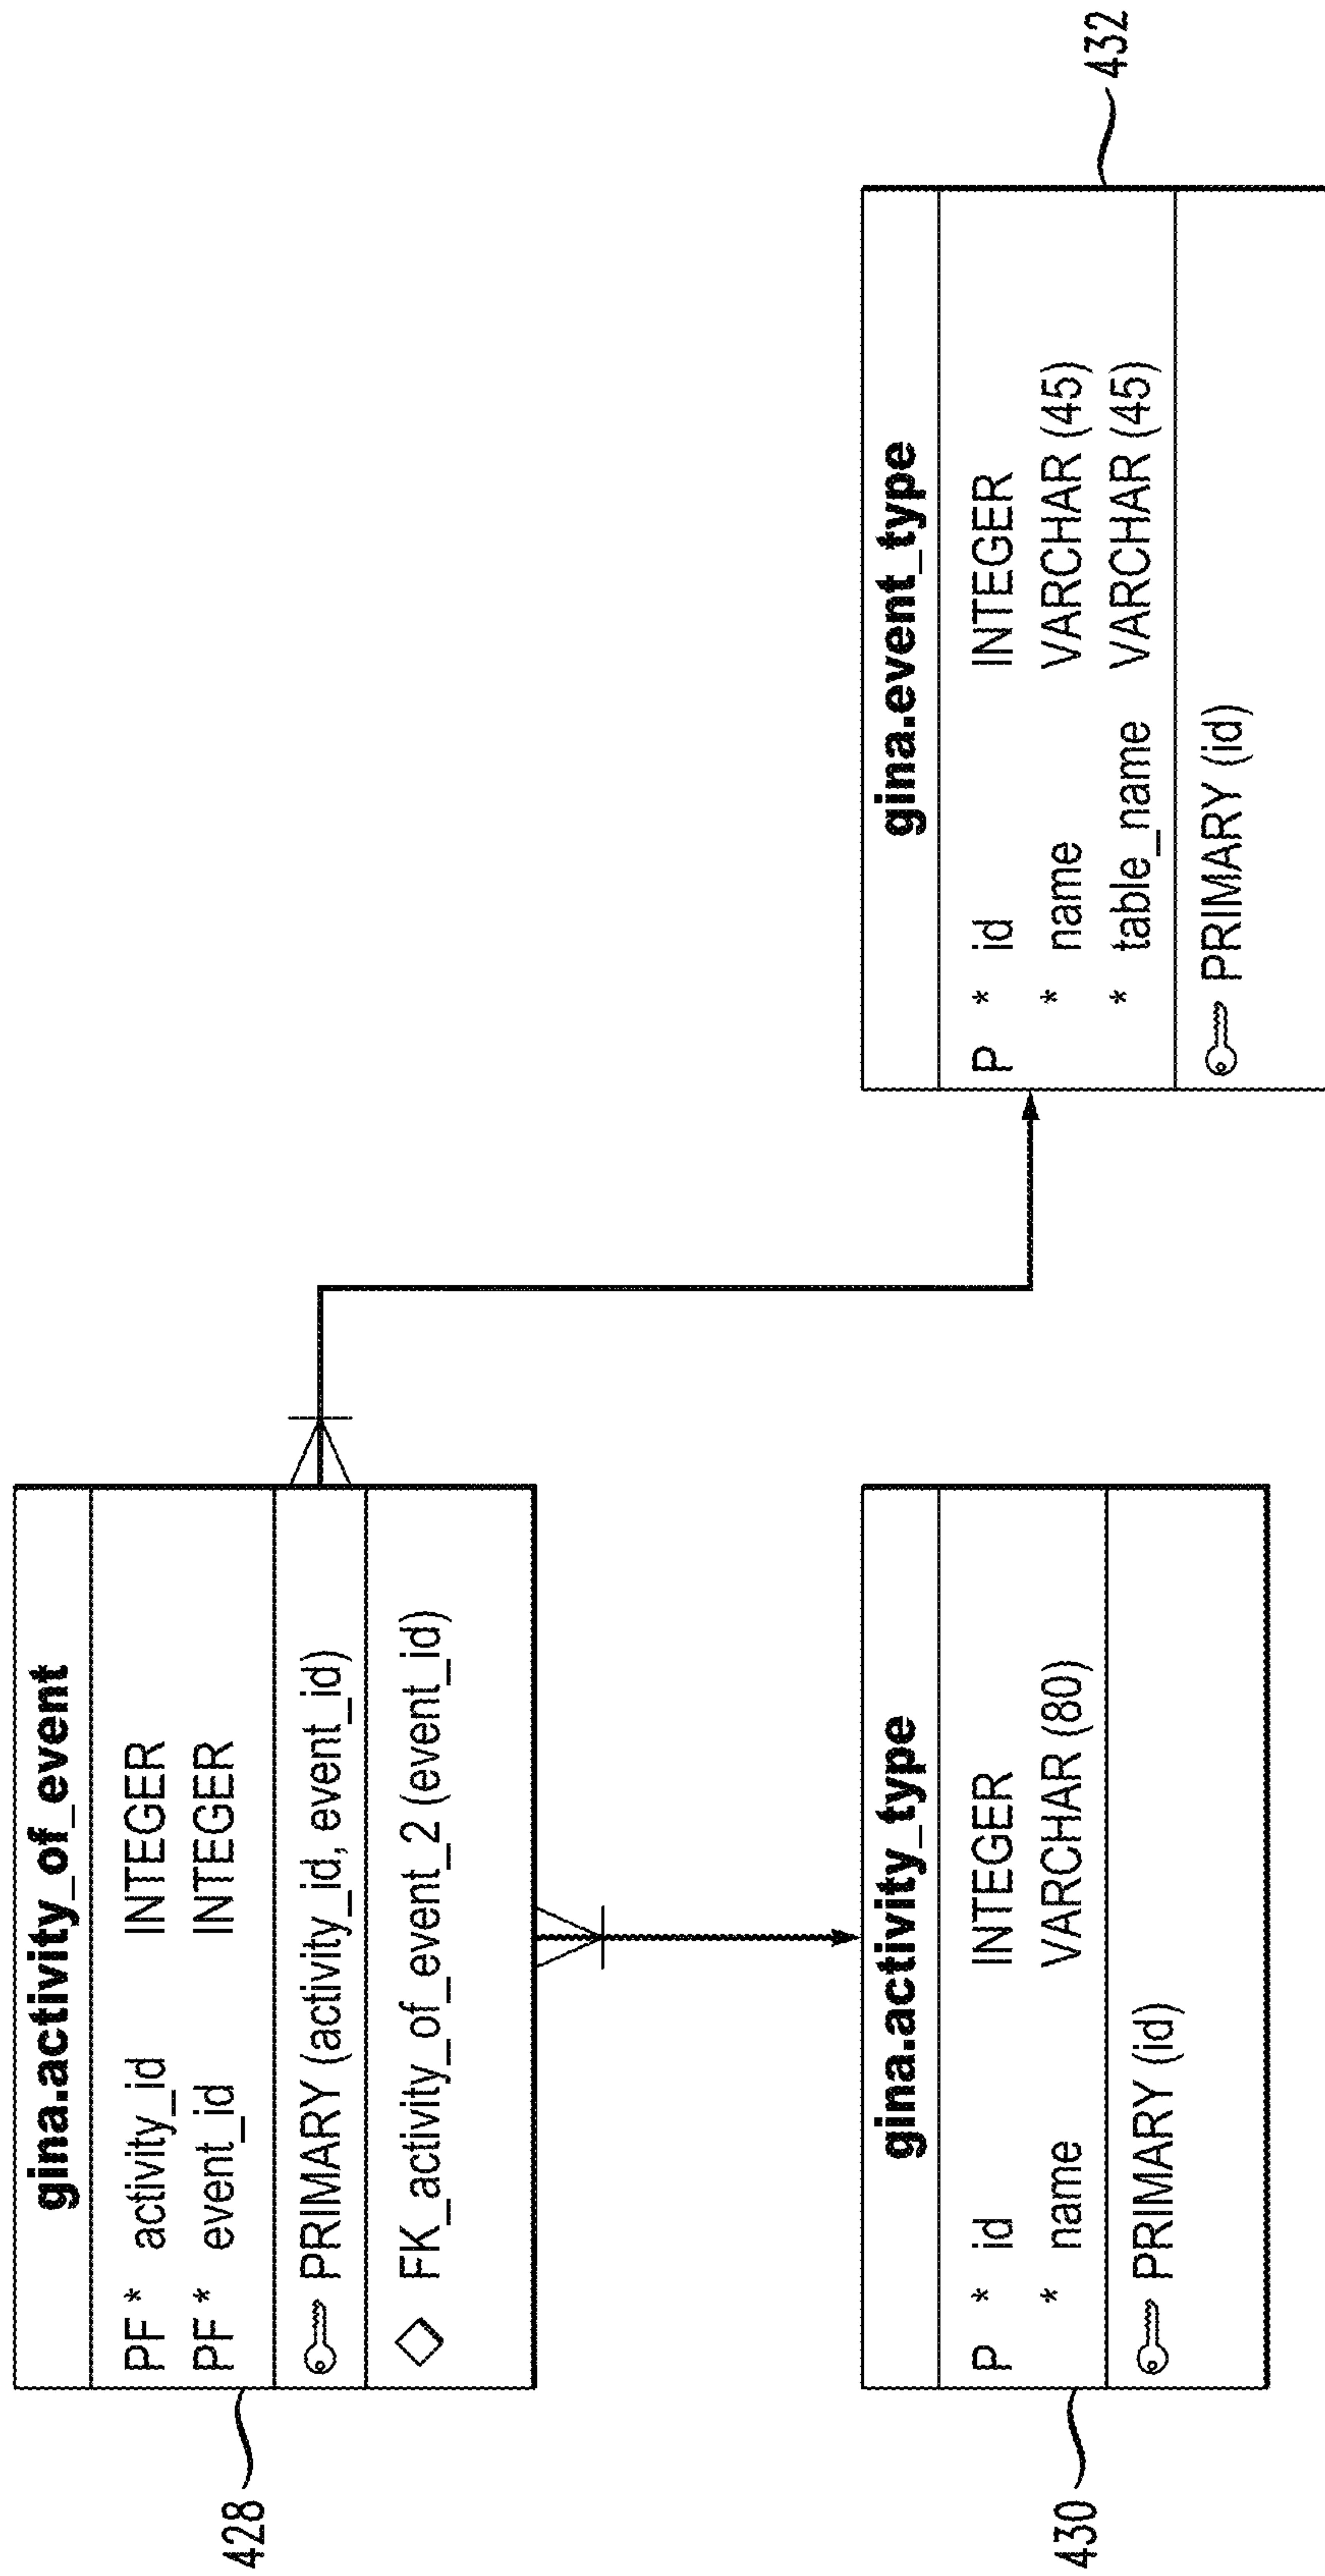 428
gina.activity_of_event
PF * activity_id INTEGER
PF * event_id INTEGER
PRIMARY (activity_id, event_id)
FK_activity_of_event_2 (event_id)
430
gina.activity_type
P * id INTEGER
* name VARCHAR (80)
PRIMARY (id)
432
gina.event_type
P * id INTEGER
* name VARCHAR (45)
* table_name VARCHAR (45)
PRIMARY (id)